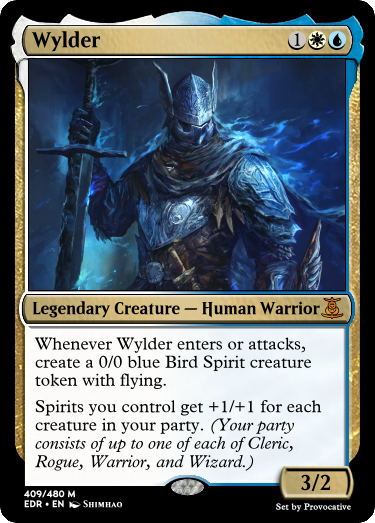 Wylder 1
Legendary Creature — Human Warrior
Whenever Wylder enters or attacks,
create a 0/0 blue Bird Spirit creature
token with flying.
Spirits you control get +1/+1 for each
creature in your party. (Your party
consists of up to one of each of Cleric,
Rogue, Warrior, and Wizard.)
3/2
409/480 M
EDR • EN Shimhao
Set by Provocative